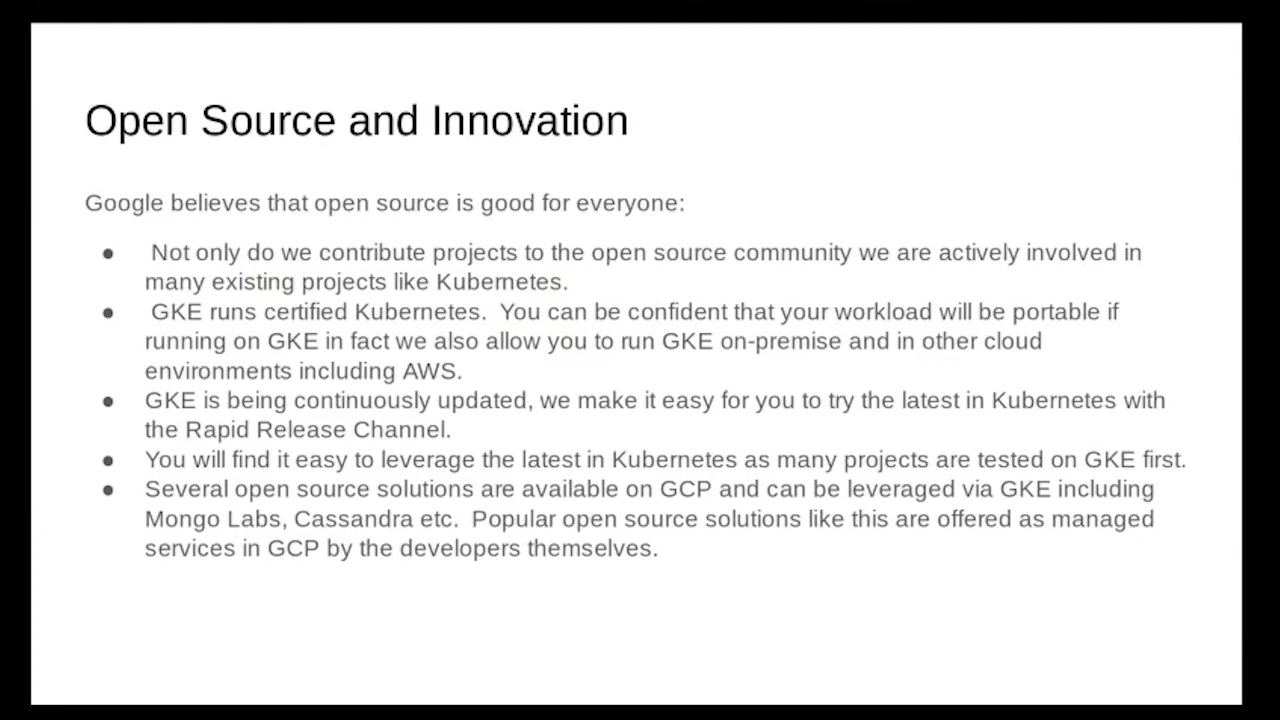 Open Source and Innovation
Google believes that open source is good for everyone:
● Not only do we contribute projects to the open source community we are actively involved in
many existing projects like Kubernetes.
● GKE runs certified Kubernetes.  You can be confident that your workload will be portable if
running on GKE in fact we also allow you to run GKE on-premise and in other cloud
environments including AWS.
● GKE is being continuously updated, we make it easy for you to try the latest in Kubernetes with
the Rapid Release Channel.
● You will find it easy to leverage the latest in Kubernetes as many projects are tested on GKE first.
● Several open source solutions are available on GCP and can be leveraged via GKE including
Mongo Labs, Cassandra etc.  Popular open source solutions like this are offered as managed
services in GCP by the developers themselves.